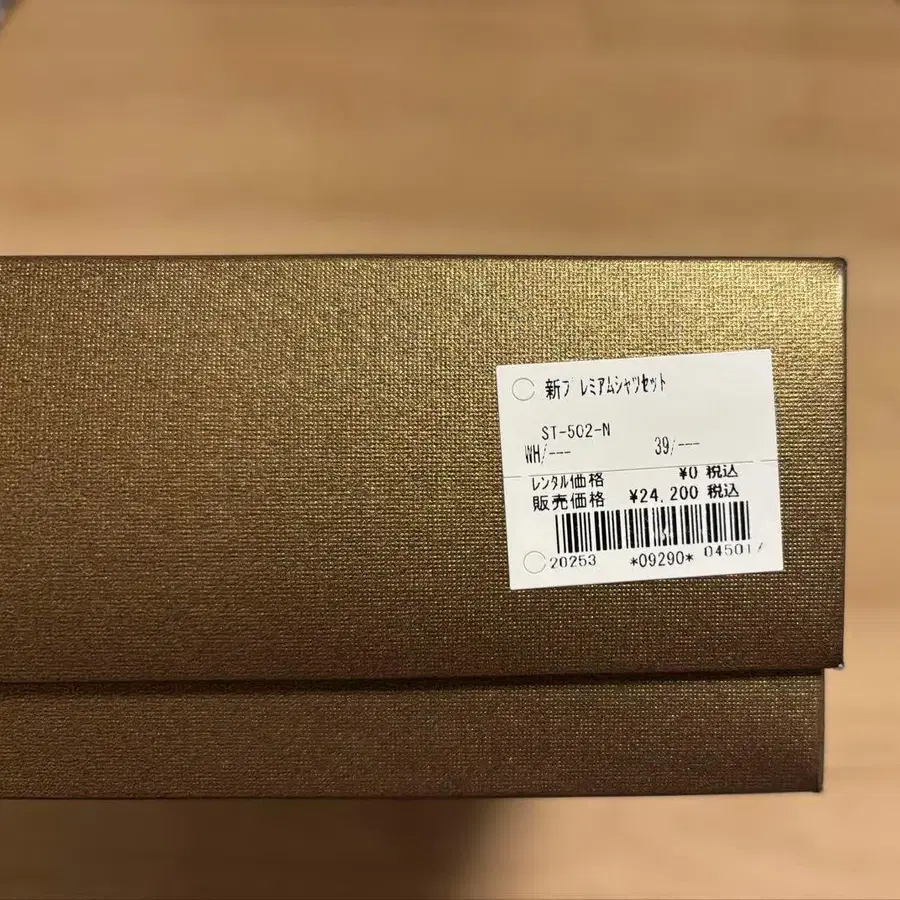 新プレミアムシャツセット
ST-502-N
WH/--- 39/---
レンタル価格 ¥0 税込
販売価格 ¥24,200 税込
20253 *09290* 045017